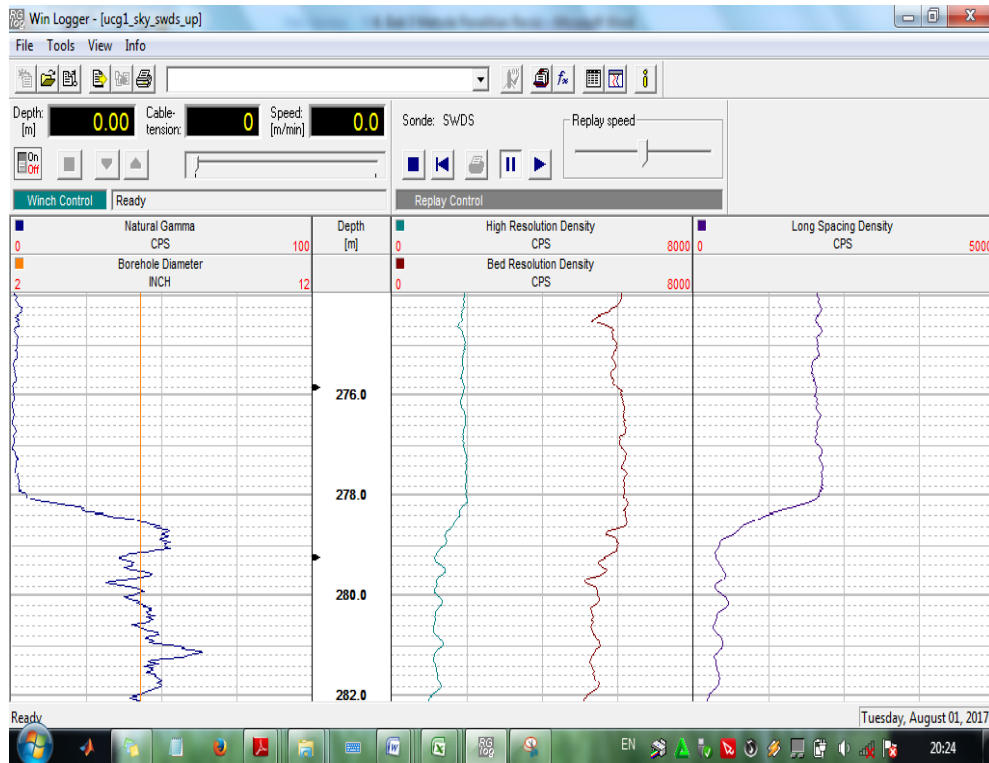 Win Logger - [ucg1_sky_swds_up]
File Tools View Info
Depth: [m] 0.00 Cable-tension: 0 Speed: [m/min] 0.0
Sonde: SWDS
Replay speed
On
Off
Winch Control Ready
Replay Control
Natural Gamma
0 CPS 100
Borehole Diameter
2 INCH 12
Depth
[m]
High Resolution Density
0 CPS 8000
Bed Resolution Density
0 CPS 8000
Long Spacing Density
0 CPS 5000
276.0
278.0
280.0
282.0
Ready
Tuesday, August 01, 2017
RG
log
EN
20:24